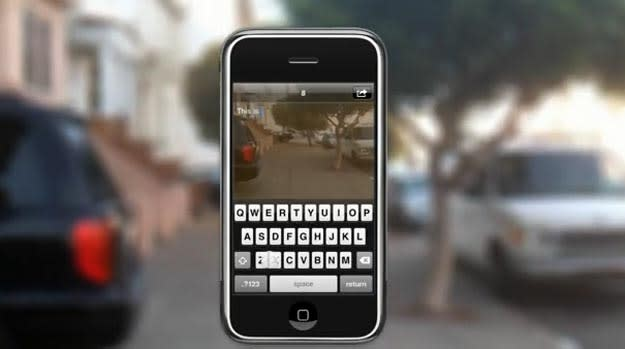 8
This is
Q W E R T Y U I O P
A S D F G H J K L
Z C V B N M
.?123 space return